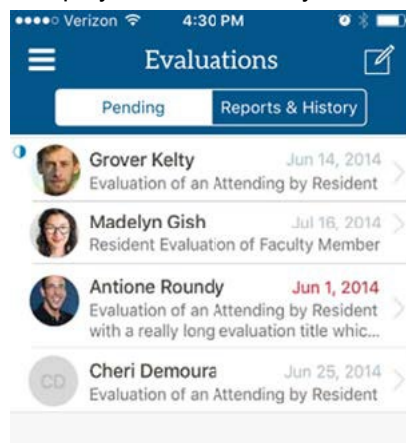 Verizon 4:30 PM
Evaluations
Pending Reports & History
Grover Kelty Jun 14, 2014
Evaluation of an Attending by Resident
Madelyn Gish Jul 16, 2014
Resident Evaluation of Faculty Member
Antione Roundy Jun 1, 2014
Evaluation of an Attending by Resident
with a really long evaluation title whic...
CD Cheri Demoura Jun 25, 2014
Evaluation of an Attending by Resident